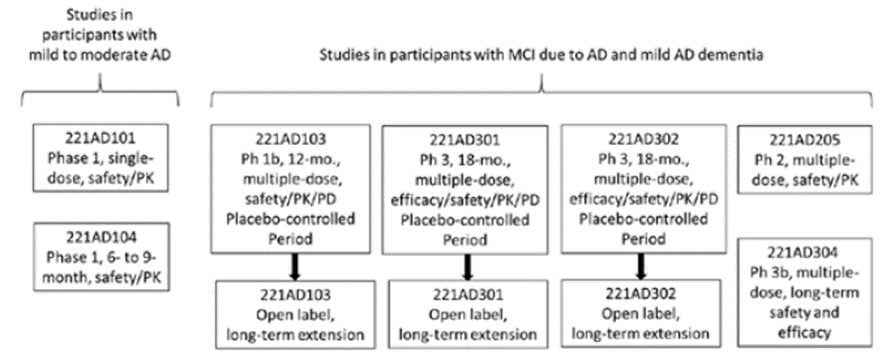 Studies in
participants with
mild to moderate AD
Studies in participants with MCI due to AD and mild AD dementia
221AD101
Phase 1, single-
dose, safety/PK
221AD104
Phase 1, 6- to 9-
month, safety/PK
221AD103
Ph 1b, 12-mo.,
multiple-dose,
safety/PK/PD
Placebo-controlled
Period
221AD103
Open label,
long-term extension
221AD301
Ph 3, 18-mo.,
multiple-dose,
efficacy/safety/PK/PD
Placebo-controlled
Period
221AD301
Open label,
long-term extension
221AD302
Ph 3, 18-mo.,
multiple-dose,
efficacy/safety/PK/PD
Placebo-controlled
Period
221AD302
Open label,
long-term extension
221AD205
Ph 2, multiple-
dose, safety/PK
221AD304
Ph 3b, multiple-
dose, long-term
safety and
efficacy